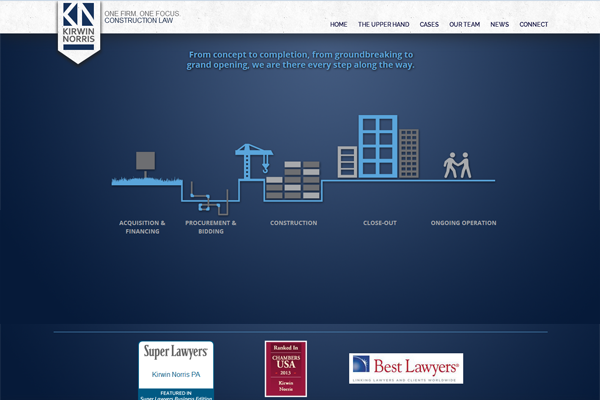 KN
KIRWIN
NORRIS
ONE FIRM. ONE FOCUS.
CONSTRUCTION LAW
HOME THE UPPER HAND CASES OUR TEAM NEWS CONNECT
From concept to completion, from groundbreaking to
grand opening, we are there every step along the way.
ACQUISITION &
FINANCING
PROCUREMENT &
BIDDING
CONSTRUCTION
CLOSE-OUT
ONGOING OPERATION
Super Lawyers®
Kirwin Norris PA
FEATURED IN
Super Lawyers Business Edition
Ranked In
CHAMBERS
USA
2013
Kirwin
Norris
Best Lawyers®
LINKING LAWYERS AND CLIENTS WORLDWIDE